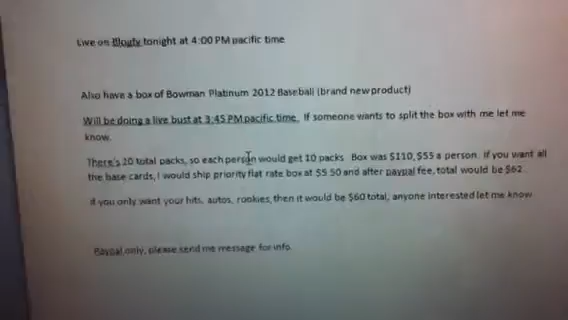 Live on Blogtv tonight at 4:00 PM pacific time
Also have a box of Bowman Platinum 2012 Baseball (brand new product)
Will be doing a live bust at 3:45 PM pacific time. If someone wants to split the box with me let me
know.
There's 20 total packs, so each person would get 10 packs. Box was $110, $55 a person. If you want all
the base cards, I would ship priority flat rate box at $5.50 and after paypal fee, total would be $62.
If you only want your hits, autos, rookies, then it would be $60 total, anyone interested let me know
Paypal only, please send me message for info.